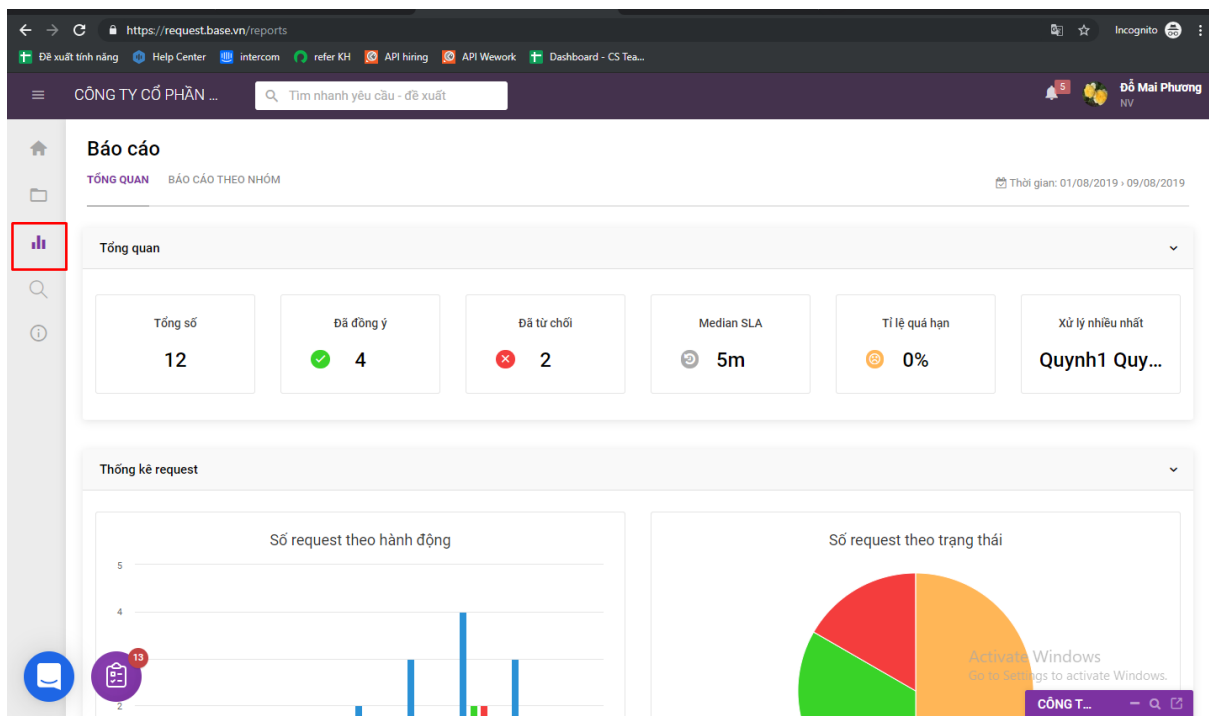 https://request.base.vn/reports
Incognito
Đề xuất tính năng Help Center intercom refer KH API hiring API Wework Dashboard - CS Tea...
CÔNG TY CỔ PHẦN ...
Tìm nhanh yêu cầu - đề xuất
5
Đỗ Mai Phương
NV
Báo cáo
TỔNG QUAN BÁO CÁO THEO NHÓM
Thời gian: 01/08/2019 › 09/08/2019
Tổng quan
Tổng số Đã đồng ý Đã từ chối Median SLA Tỉ lệ quá hạn Xử lý nhiều nhất
12 4 2 5m 0% Quynh1 Quy...
Thống kê request
Số request theo hành động
5
4
2
Số request theo trạng thái
13
Activate Windows
Go to Settings to activate Windows.
CÔNG T...